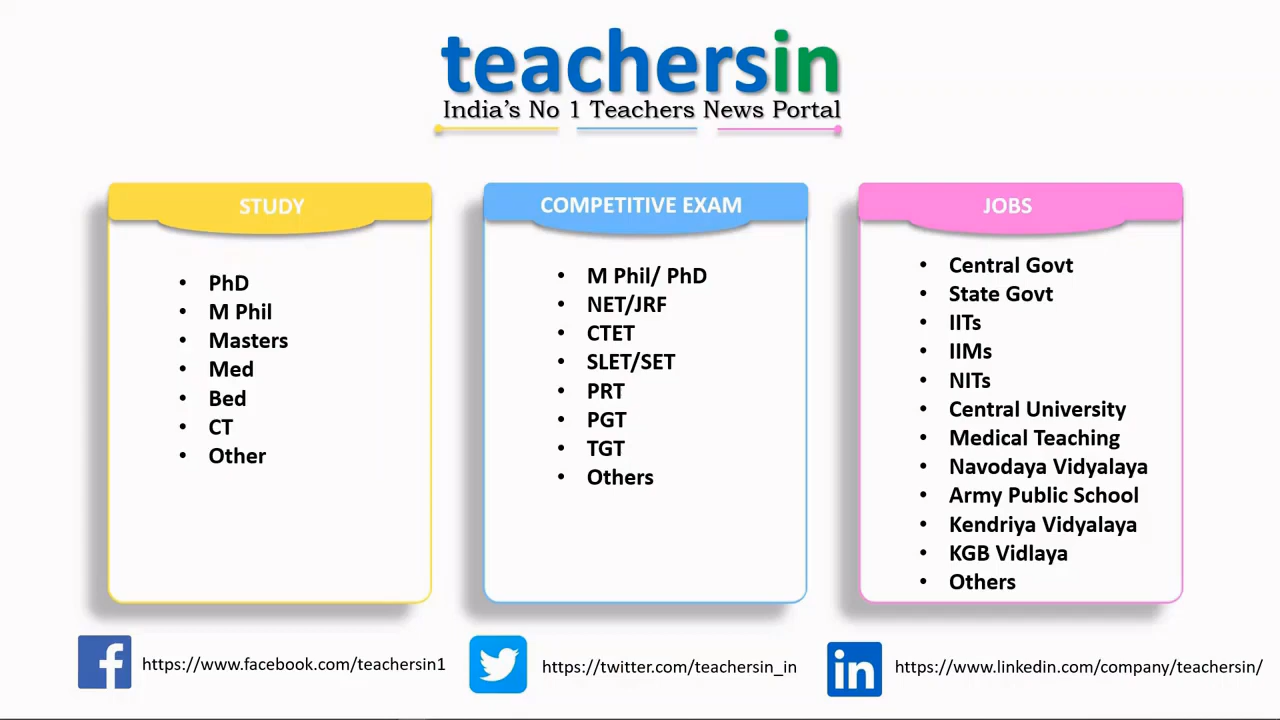 teachersin
India's No 1 Teachers News Portal
STUDY
• PhD
• M Phil
• Masters
• Med
• Bed
• CT
• Other
COMPETITIVE EXAM
• M Phil/ PhD
• NET/JRF
• CTET
• SLET/SET
• PRT
• PGT
• TGT
• Others
JOBS
• Central Govt
• State Govt
• IITs
• IIMs
• NITs
• Central University
• Medical Teaching
• Navodaya Vidyalaya
• Army Public School
• Kendriya Vidyalaya
• KGB Vidlaya
• Others
f https://www.facebook.com/teachersin1
https://twitter.com/teachersin_in
in https://www.linkedin.com/company/teachersin/